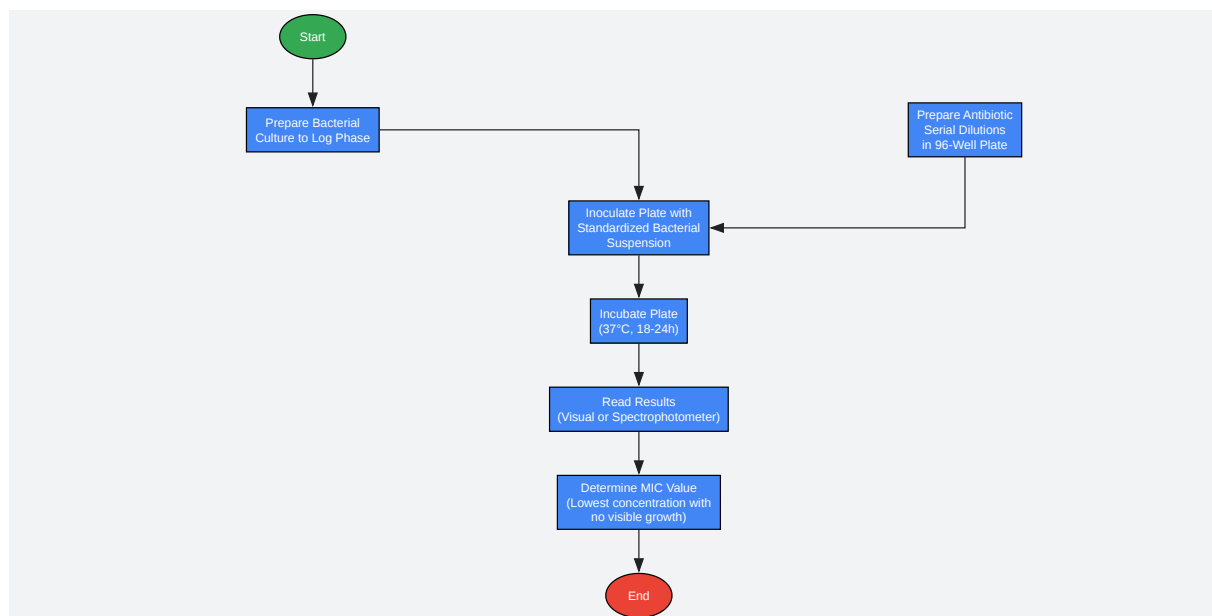 Start
Prepare Bacterial
Culture to Log Phase
Prepare Antibiotic
Serial Dilutions
in 96-Well Plate
Inoculate Plate with
Standardized Bacterial
Suspension
Incubate Plate
(37°C, 18-24h)
Read Results
(Visual or Spectrophotometer)
Determine MIC Value
(Lowest concentration with
no visible growth)
End